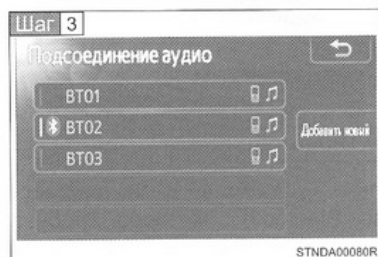 Шаг 3
Подсоединение аудио
BT01
BT02
Добавить новый
BT03
STNDA00080R